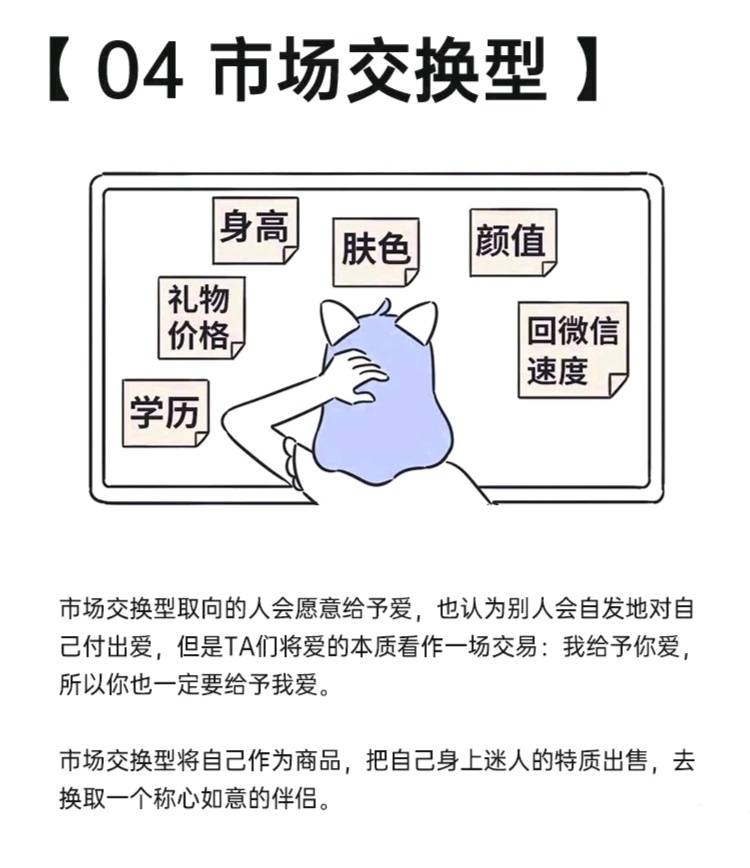 【 04 市场交换型 】
身高
肤色
颜值
礼物
价格
回微信
速度
学历
市场交换型取向的人会愿意给予爱，也认为别人会自发地对自
己付出爱，但是TA们将爱的本质看作一场交易：我给予你爱，
所以你也一定要给予我爱。
市场交换型将自己作为商品，把自己身上迷人的特质出售，去
换取一个称心如意的伴侣。